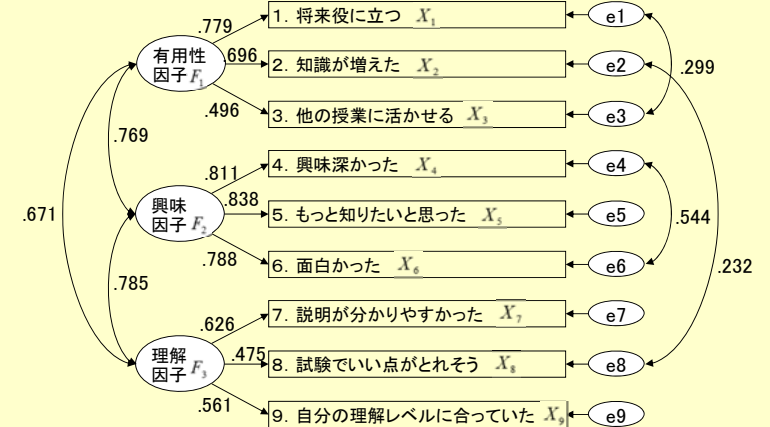 .779
1. 将来役に立つ X₁
e1
有用性
因子 F₁
.696
2. 知識が増えた X₂
e2
.299
.496
3. 他の授業に活かせる X₃
e3
.769
.811
4. 興味深かった X₄
e4
.671
興味
因子 F₂
.838
5. もっと知りたいと思った X₅
e5
.544
.788
6. 面白かった X₆
e6
.232
.785
.626
7. 説明が分かりやすかった X₇
e7
理解
因子 F₃
.475
8. 試験でいい点がとれそう X₈
e8
.561
9. 自分の理解レベルに合っていた X₉
e9